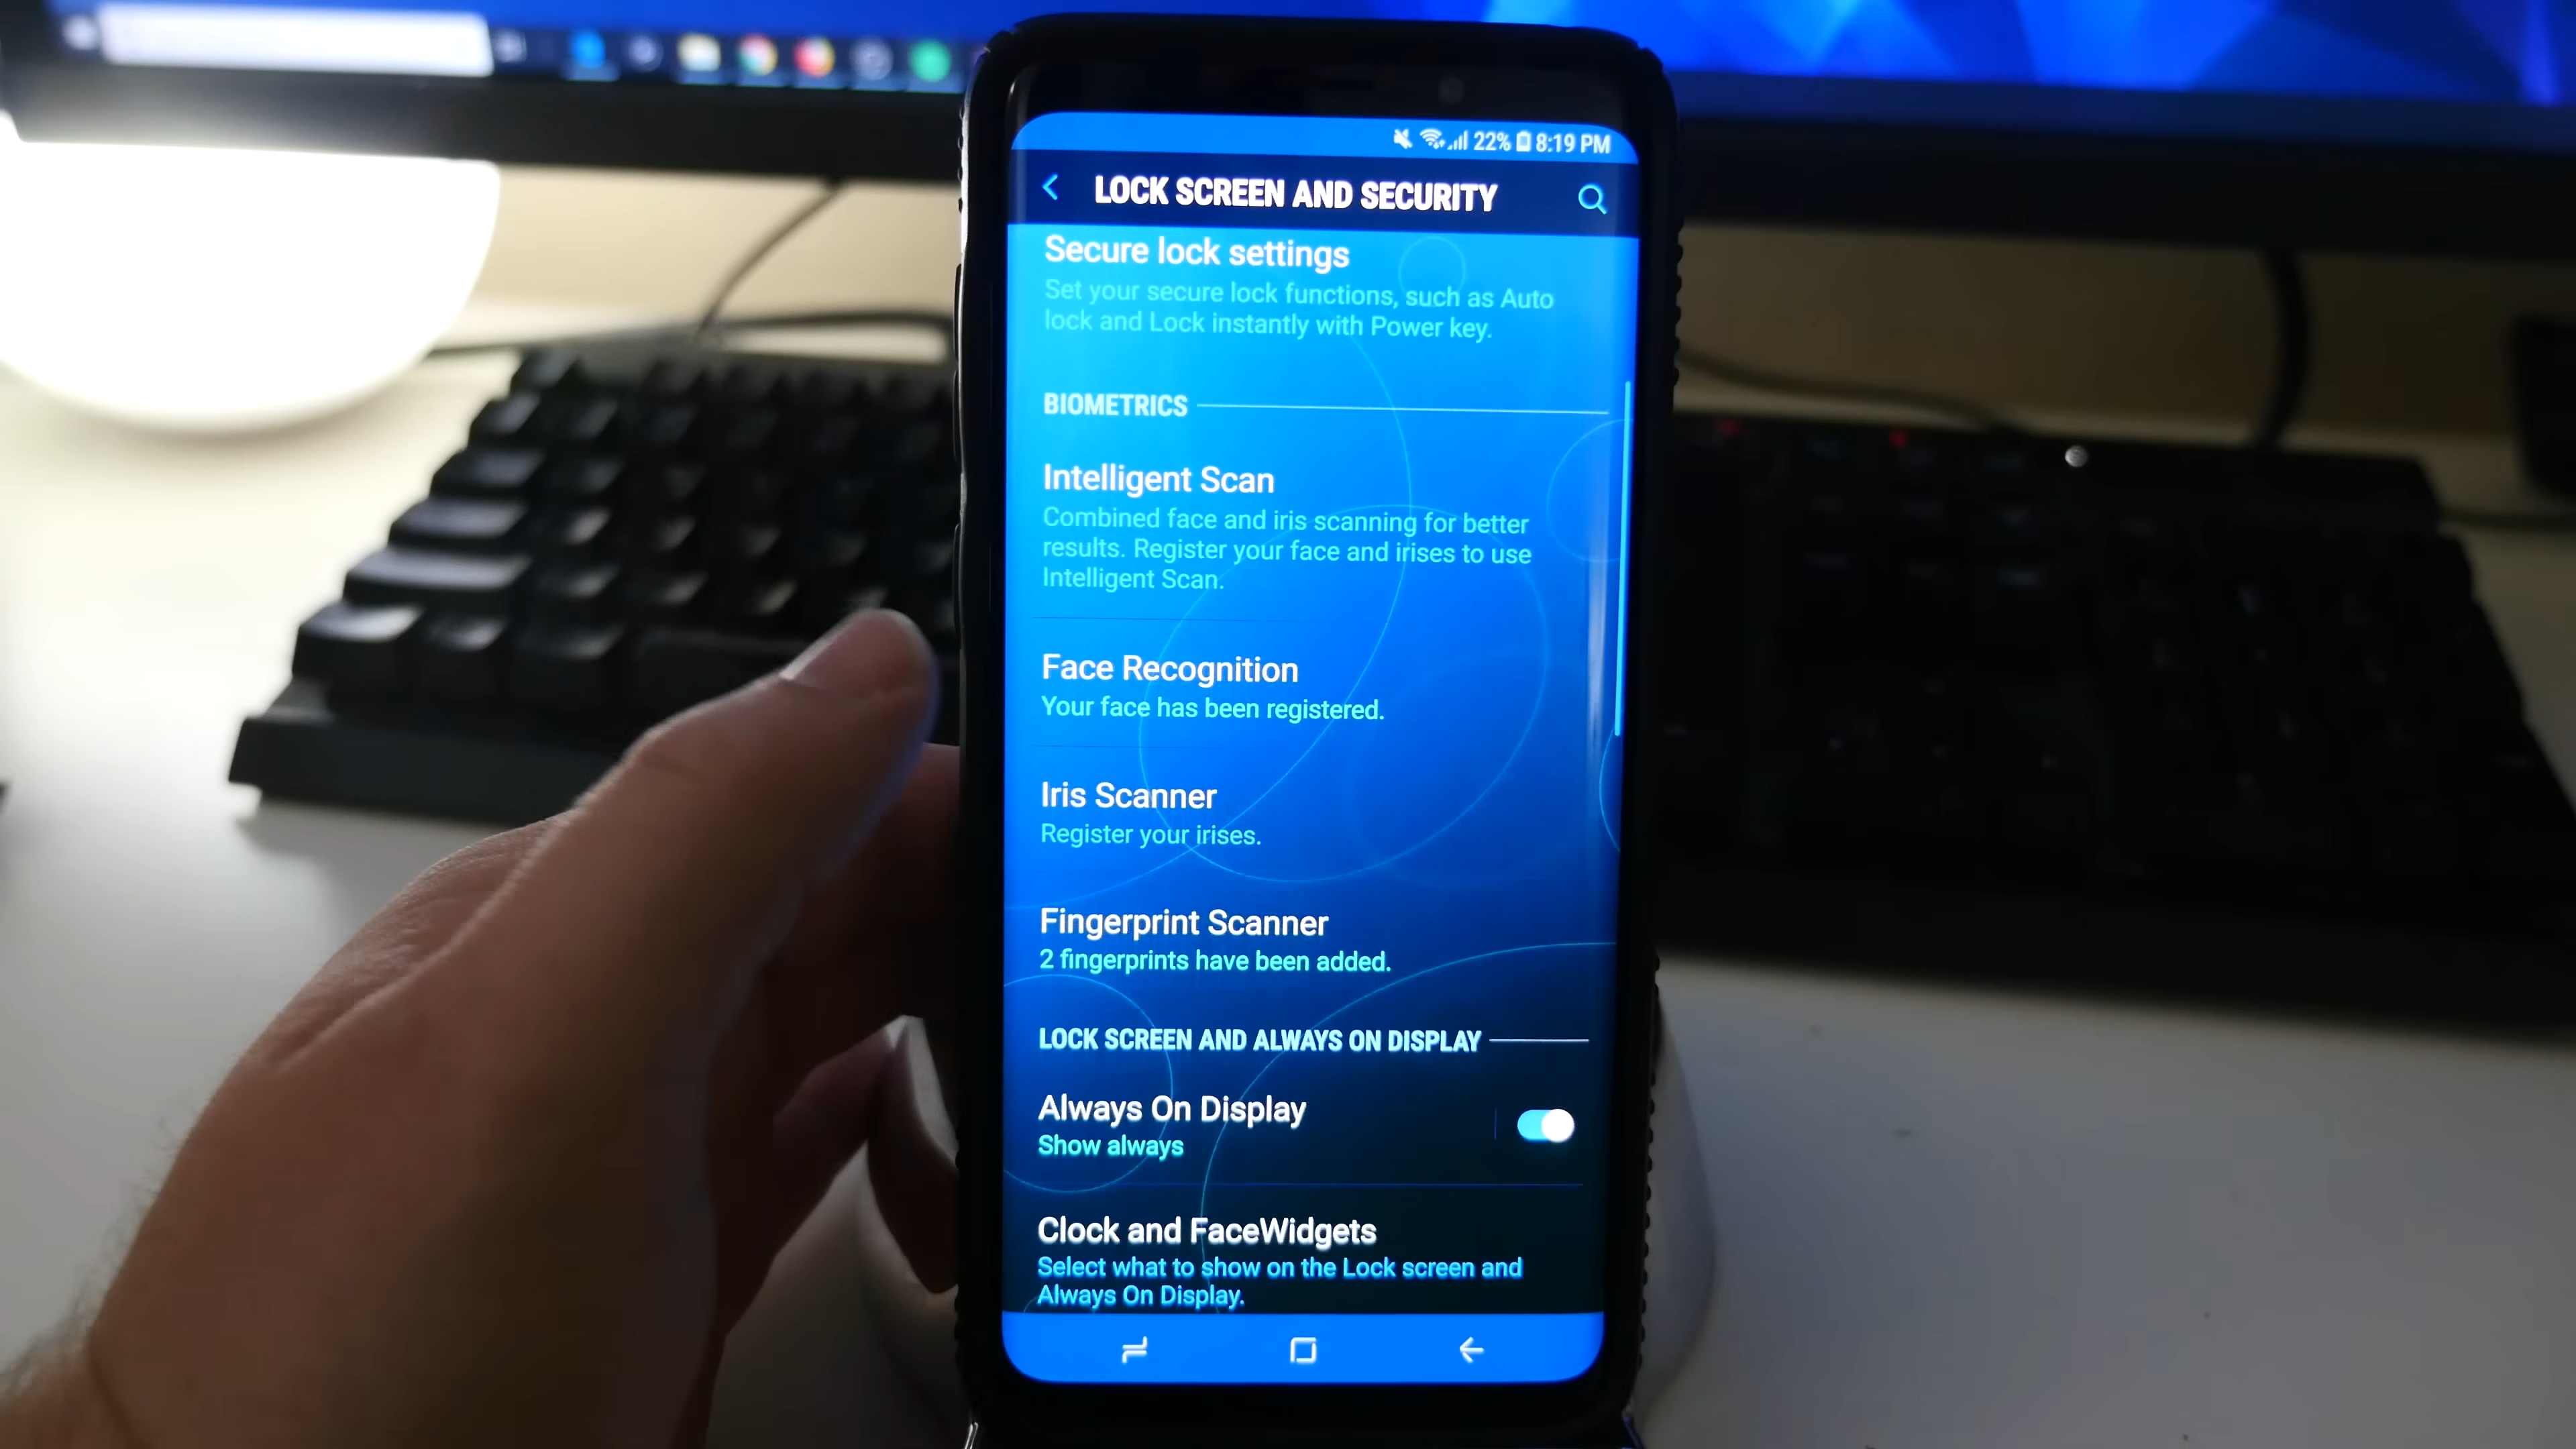 22% 8:19 PM
LOCK SCREEN AND SECURITY
Secure lock settings
Set your secure lock functions, such as Auto
lock and Lock instantly with Power key.
BIOMETRICS
Intelligent Scan
Combined face and iris scanning for better
results. Register your face and irises to use
Intelligent Scan.
Face Recognition
Your face has been registered.
Iris Scanner
Register your irises.
Fingerprint Scanner
2 fingerprints have been added.
LOCK SCREEN AND ALWAYS ON DISPLAY
Always On Display
Show always
Clock and FaceWidgets
Select what to show on the Lock screen and
Always On Display.